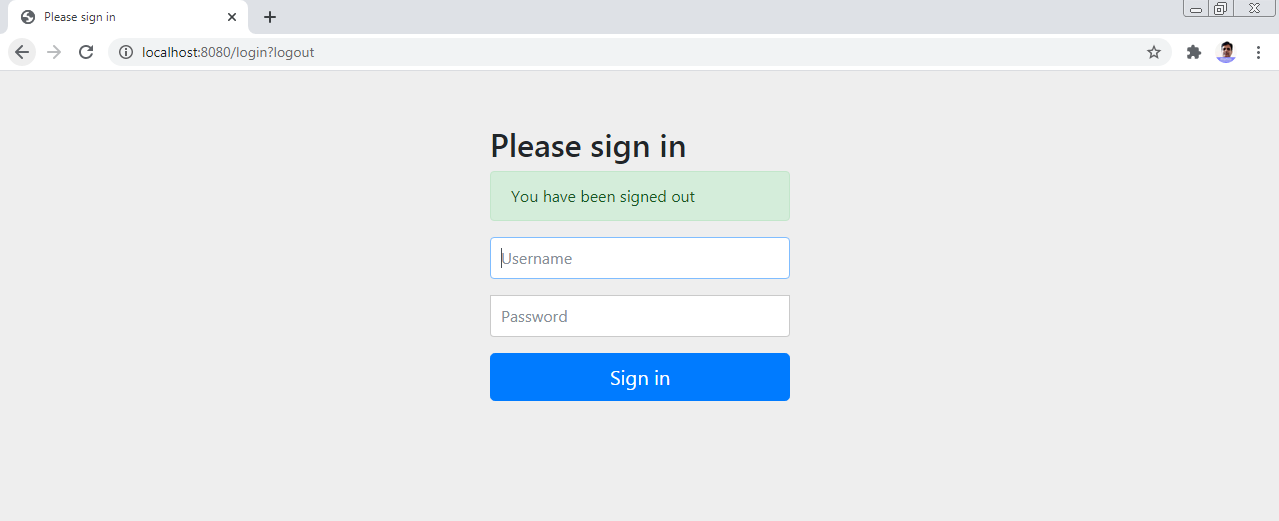 Please sign in
localhost:8080/login?logout
Please sign in
You have been signed out
Username
Password
Sign in